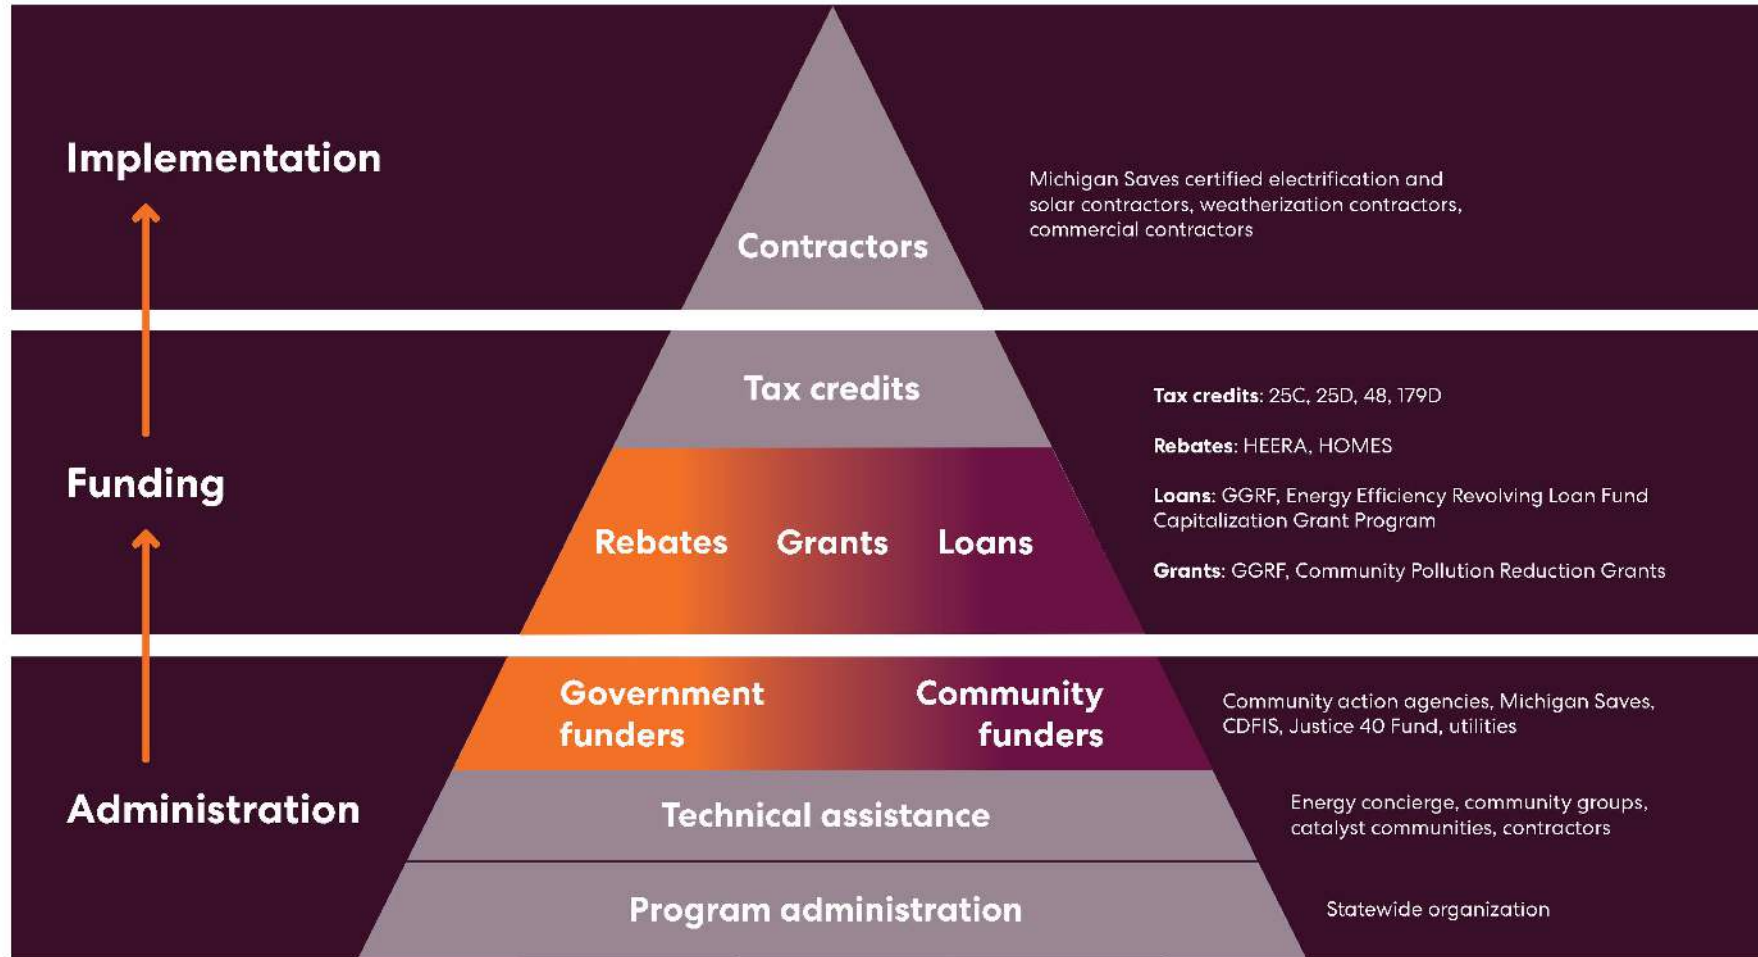 Implementation
Contractors
Michigan Saves certified electrification and
solar contractors, weatherization contractors,
commercial contractors
Funding
Tax credits
Rebates Grants Loans
Tax credits: 25C, 25D, 48, 179D
Rebates: HEERA, HOMES
Loans: GGRF, Energy Efficiency Revolving Loan Fund
Capitalization Grant Program
Grants: GGRF, Community Pollution Reduction Grants
Administration
Government
funders
Community
funders
Community action agencies, Michigan Saves,
CDFIS, Justice 40 Fund, utilities
Technical assistance
Energy concierge, community groups,
catalyst communities, contractors
Program administration
Statewide organization